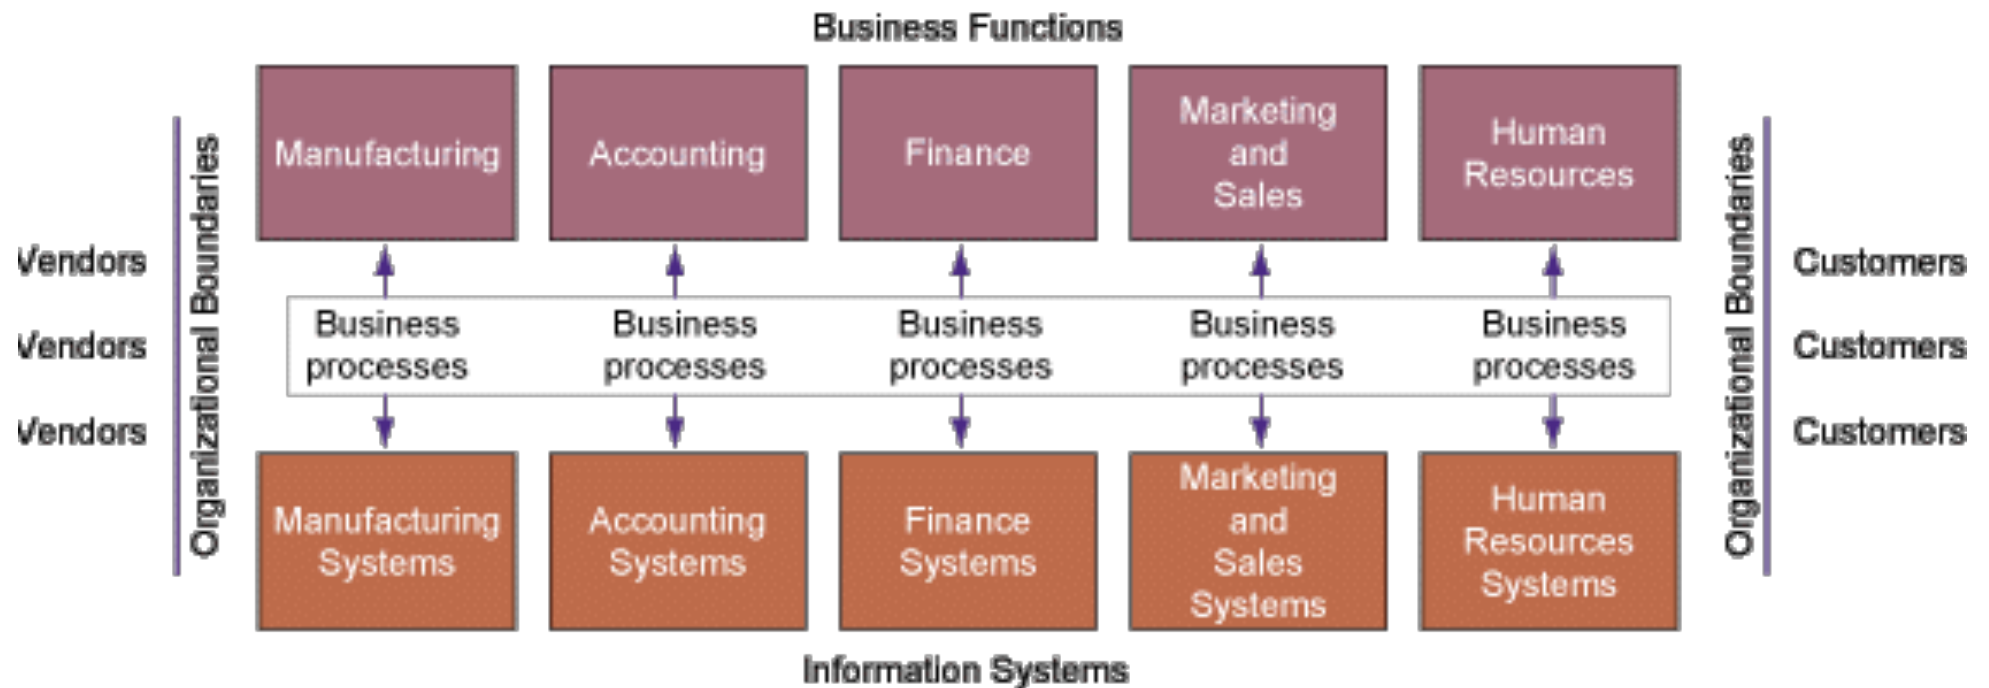 Business Functions
Manufacturing
Accounting
Finance
Marketing
and
Sales
Human
Resources
Organizational Boundaries
Vendors
Vendors
Vendors
Business
processes
Business
processes
Business
processes
Business
processes
Business
processes
Organizational Boundaries
Customers
Customers
Customers
Manufacturing
Systems
Accounting
Systems
Finance
Systems
Marketing
and
Sales
Systems
Human
Resources
Systems
Information Systems